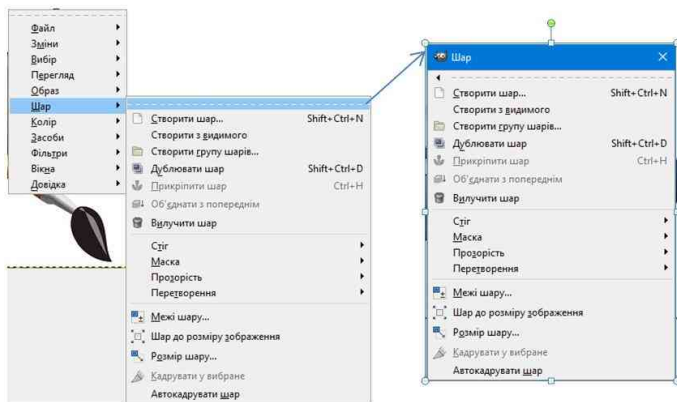 Файл
Зміни
Вибір
Перегляд
Образ
Шар
Колір
Засоби
Фільтри
Вікна
Довідка
Створити шар... Shift+Ctrl+N
Створити з видимого
Створити групу шарів...
Дублювати шар Shift+Ctrl+D
Прикріпити шар Ctrl+H
Об'єднати з попереднім
Вилучити шар
Стіг
Маска
Прозорість
Перетворення
Межі шару...
Шар до розміру зображення
Розмір шару...
Кадрувати у вибране
Автокадрувати шар
Шар
Створити шар... Shift+Ctrl+N
Створити з видимого
Створити групу шарів...
Дублювати шар Shift+Ctrl+D
Прикріпити шар Ctrl+H
Об'єднати з попереднім
Вилучити шар
Стіг
Маска
Прозорість
Перетворення
Межі шару...
Шар до розміру зображення
Розмір шару...
Кадрувати у вибране
Автокадрувати шар